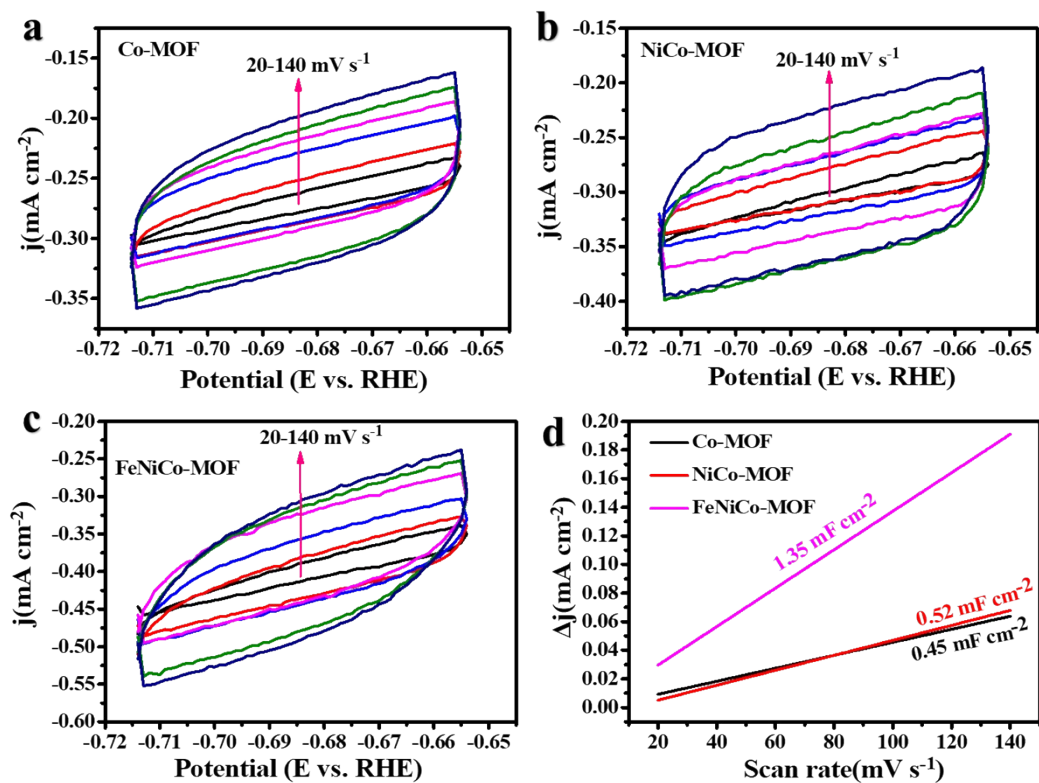 a
Co-MOF
20-140 mV s⁻¹
-0.15
-0.20
-0.25
-0.30
-0.35
j(mA cm⁻²)
-0.72 -0.71 -0.70 -0.69 -0.68 -0.67 -0.66 -0.65
Potential (E vs. RHE)
b
NiCo-MOF
20-140 mV s⁻¹
-0.15
-0.20
-0.25
-0.30
-0.35
-0.40
j(mA cm⁻²)
-0.72 -0.71 -0.70 -0.69 -0.68 -0.67 -0.66 -0.65
Potential (E vs. RHE)
c
20-140 mV s⁻¹
FeNiCo-MOF
-0.20
-0.25
-0.30
-0.35
-0.40
-0.45
-0.50
-0.55
-0.60
j(mA cm⁻²)
-0.72 -0.71 -0.70 -0.69 -0.68 -0.67 -0.66 -0.65
Potential (E vs. RHE)
d
Co-MOF
NiCo-MOF
FeNiCo-MOF
1.35 mF cm⁻²
0.52 mF cm⁻²
0.45 mF cm⁻²
0.20
0.18
0.16
0.14
0.12
0.10
0.08
0.06
0.04
0.02
0.00
Δj(mA cm⁻²)
20 40 60 80 100 120 140
Scan rate(mV s⁻¹)